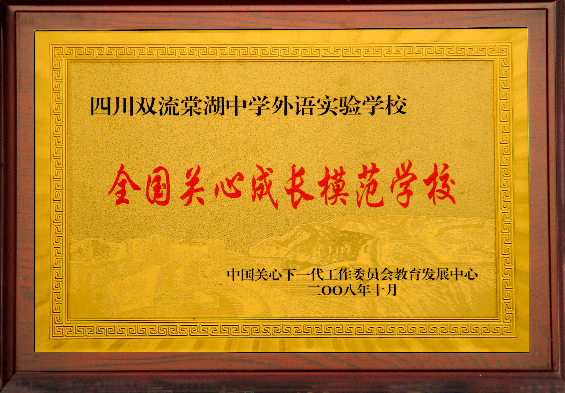 四川双流棠湖中学外语实验学校
全国关心成长模范学校
中国关心下一代工作委员会教育发展中心
二OO八年十月